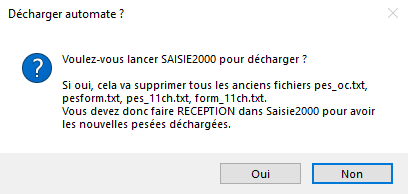 Décharger automate ?
Voulez-vous lancer SAISIE2000 pour décharger ?
Si oui, cela va supprimer tous les anciens fichiers pes_oc.txt,
pesform.txt, pes_11ch.txt, form_11ch.txt.
Vous devez donc faire RECEPTION dans Saisie2000 pour avoir
les nouvelles pesées déchargées.
Oui
Non